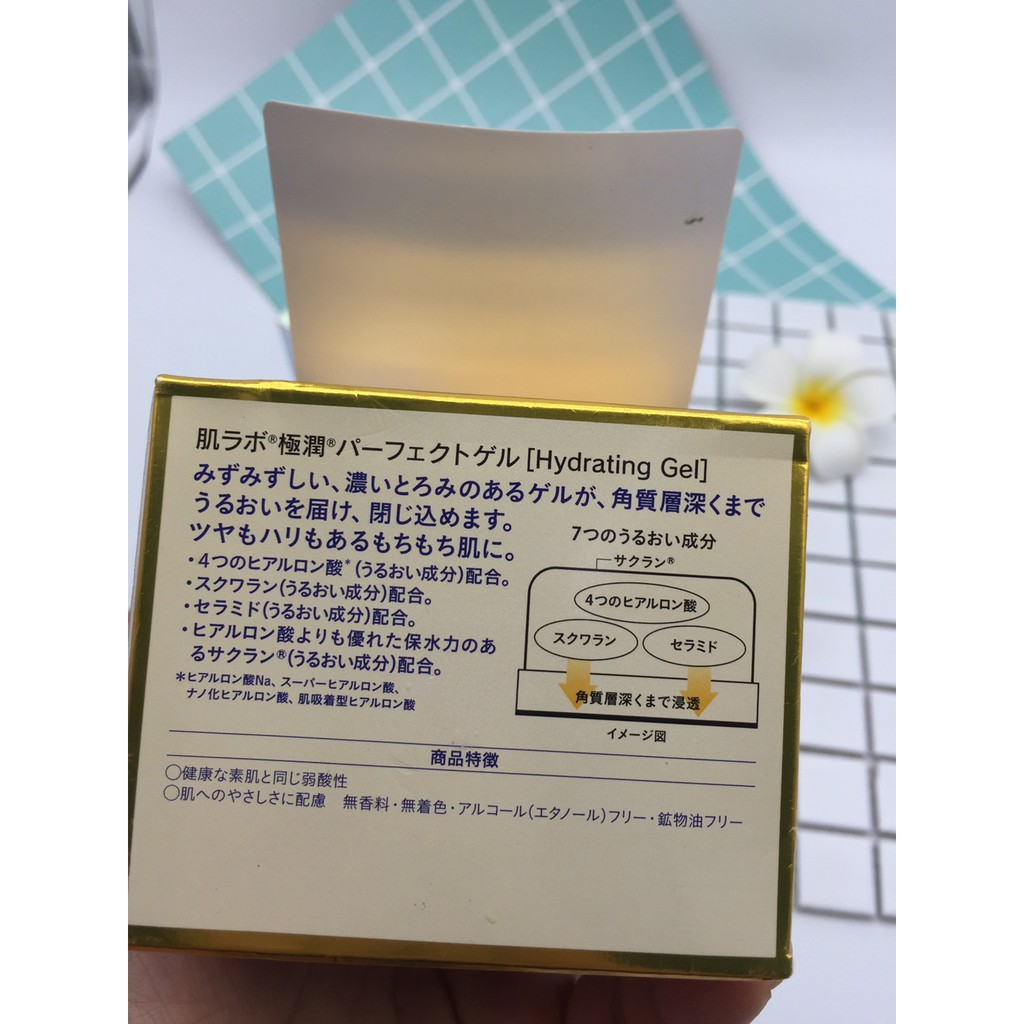 肌ラボ®極潤®パーフェクトゲル [Hydrating Gel]
みずみずしい、濃いとろみのあるゲルが、角質層深くまで
うるおいを届け、閉じ込めます。
ツヤもハリもあるもちもち肌に。
・4つのヒアルロン酸*(うるおい成分)配合。
・スクワラン(うるおい成分)配合。
・セラミド(うるおい成分)配合。
・ヒアルロン酸よりも優れた保水力のあ
るサクラン®(うるおい成分)配合。
*ヒアルロン酸Na、スーパーヒアルロン酸、
ナノ化ヒアルロン酸、肌吸着型ヒアルロン酸
7つのうるおい成分
サクラン®
4つのヒアルロン酸
スクワラン
セラミド
角質層深くまで浸透
イメージ図
商品特徴
○健康な素肌と同じ弱酸性
○肌へのやさしさに配慮　無香料・無着色・アルコール(エタノール)フリー・鉱物油フリー